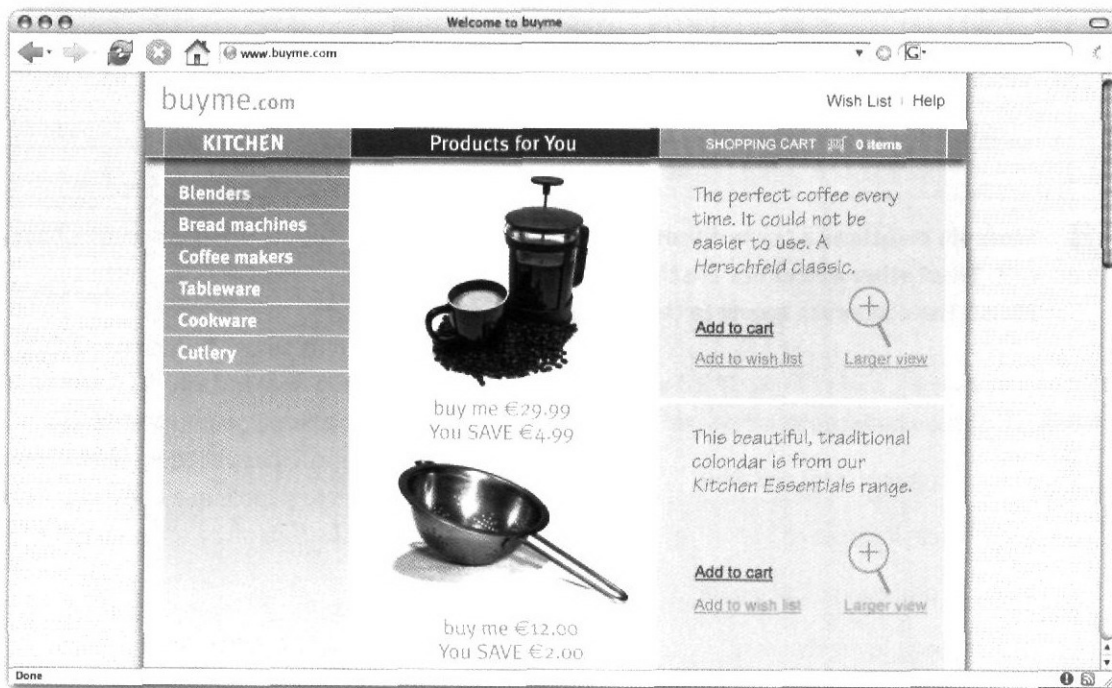 Welcome to buyme
www.buyme.com
G
buyme.com
Wish List | Help
KITCHEN
Products for You
SHOPPING CART 0 items
Blenders
Bread machines
Coffee makers
Tableware
Cookware
Cutlery
The perfect coffee every
time. It could not be
easier to use. A
Herschfeld classic.
Add to cart
Add to wish list
Larger view
buy me €29.99
You SAVE €4.99
This beautiful, traditional
colondar is from our
Kitchen Essentials range.
Add to cart
Add to wish list
Larger view
buy me €12.00
You SAVE €2.00
Done